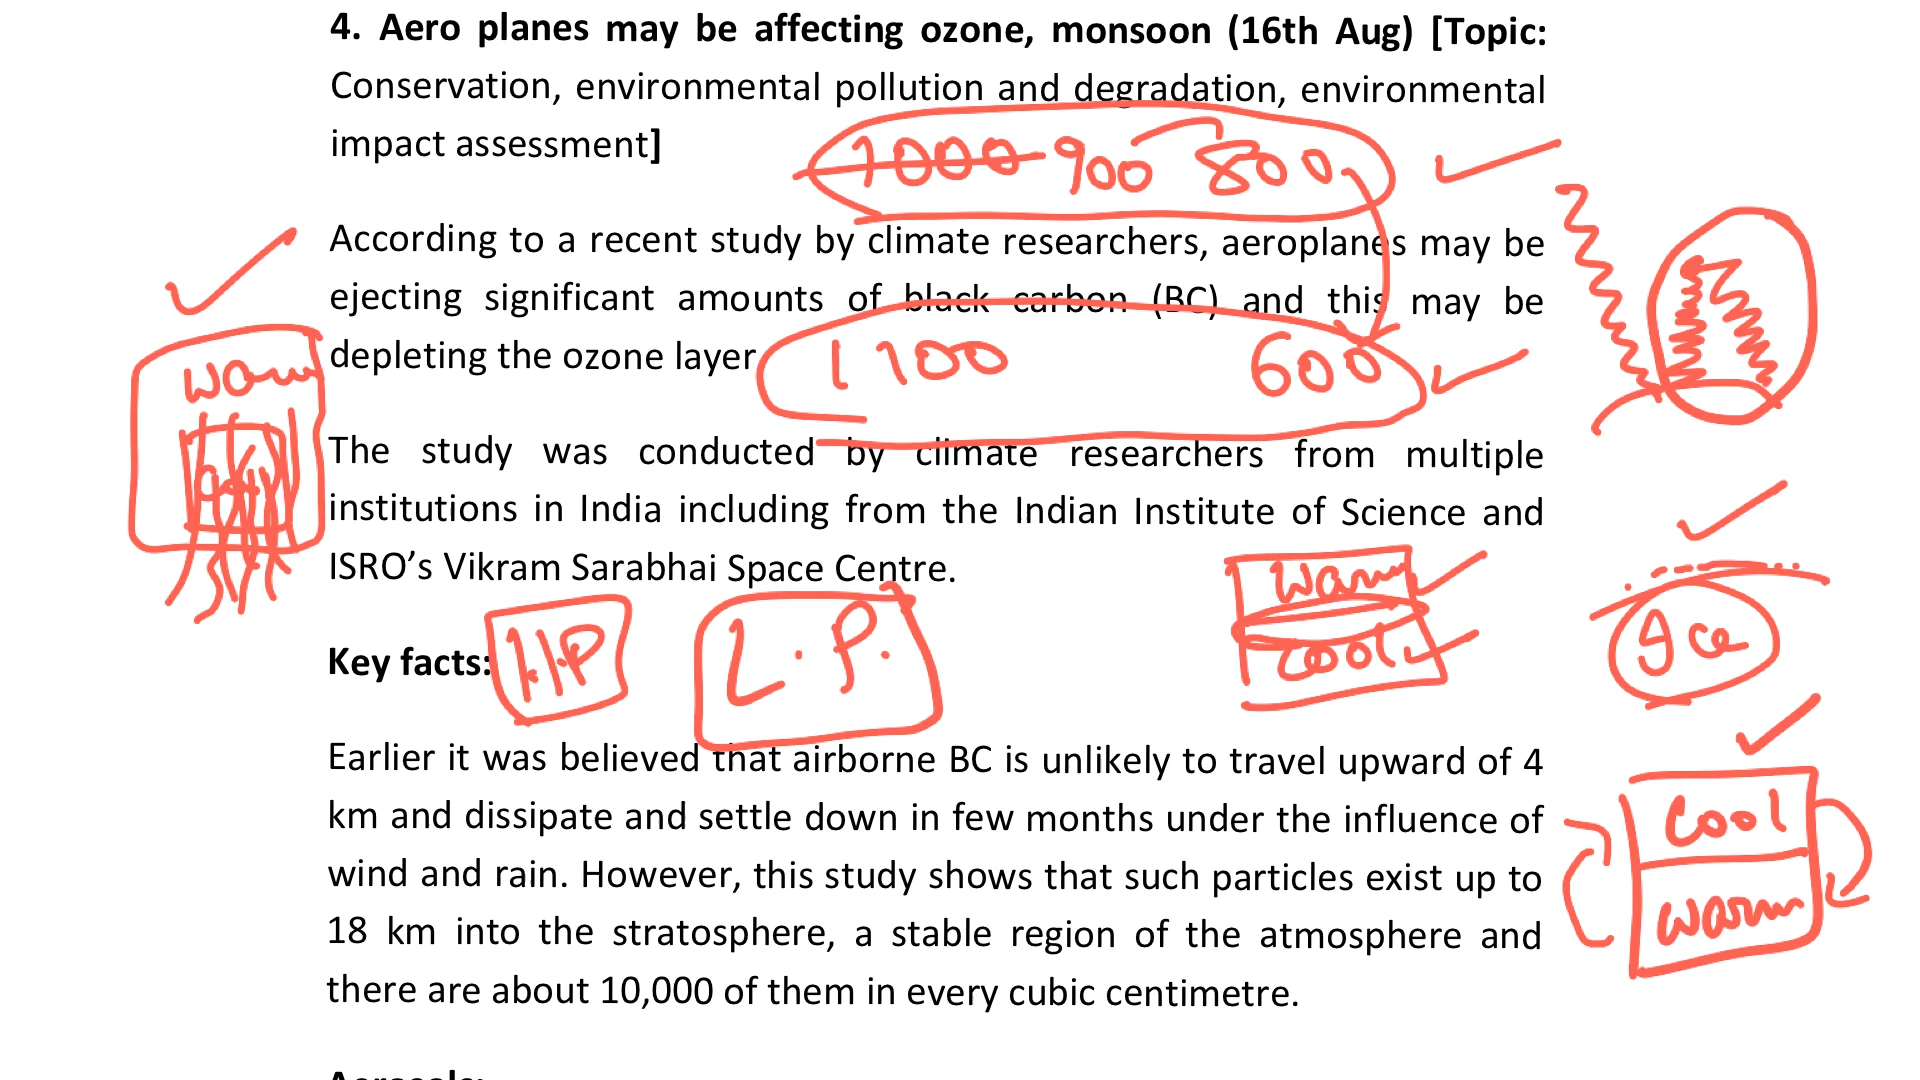 4. Aero planes may be affecting ozone, monsoon (16th Aug) [Topic:
Conservation, environmental pollution and degradation, environmental
impact assessment]
1000 900 800
According to a recent study by climate researchers, aeroplanes may be
ejecting significant amounts of black carbon (BC) and this may be
depleting the ozone layer
1100 600
warm
The study was conducted by climate researchers from multiple
institutions in India including from the Indian Institute of Science and
ISRO’s Vikram Sarabhai Space Centre.
warm
cool
Ice
Key facts:
H.P
L.P.
Earlier it was believed that airborne BC is unlikely to travel upward of 4
km and dissipate and settle down in few months under the influence of
wind and rain. However, this study shows that such particles exist up to
18 km into the stratosphere, a stable region of the atmosphere and
there are about 10,000 of them in every cubic centimetre.
cool
warm
Aerosols: